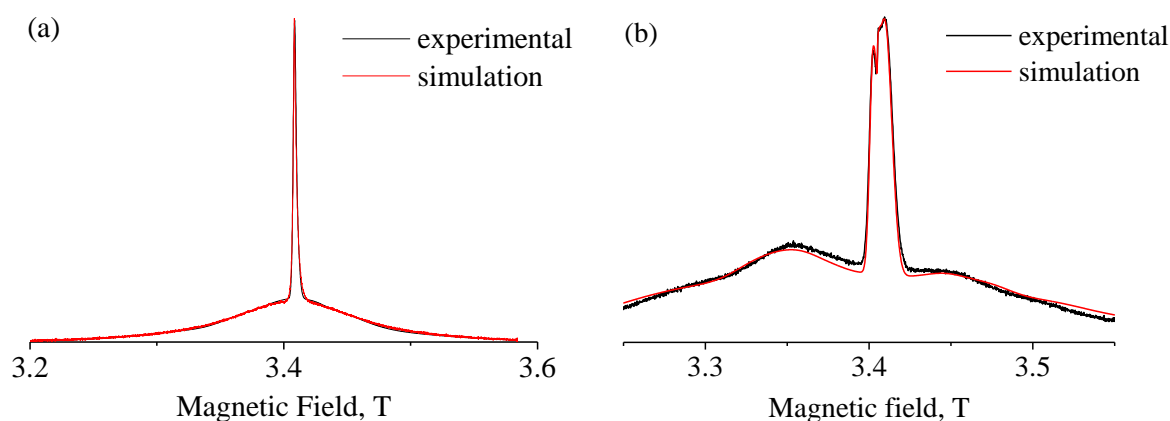 (a)
experimental
simulation
3.2
3.4
3.6
Magnetic Field, T
(b)
experimental
simulation
3.3
3.4
3.5
Magnetic field, T